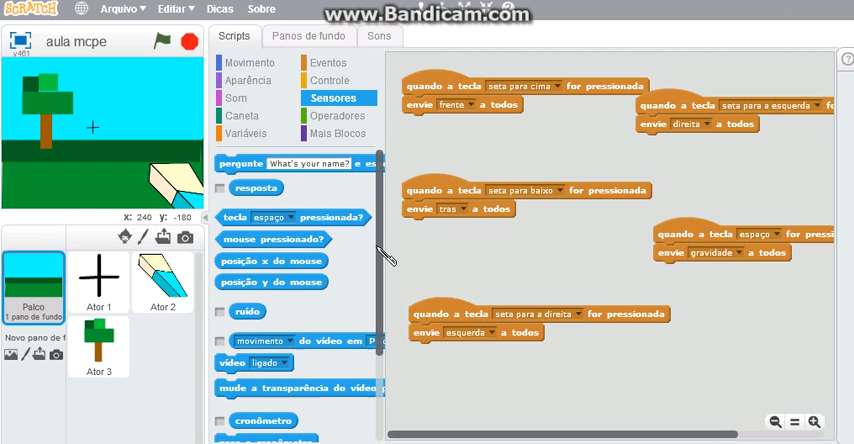 SCRATCH
Arquivo
Editar
Dicas
Sobre
www.Bandicam.com
v461
aula mcpe
x: 240 y: -180
Palco
1 pano de fundo
Novo pano de f
Ator 1
Ator 2
Ator 3
Scripts
Panos de fundo
Sons
Movimento
Eventos
Aparência
Controle
Som
Sensores
Caneta
Operadores
Variáveis
Mais Blocos
pergunte What's your name? e es
resposta
tecla espaço pressionada?
mouse pressionado?
posição x do mouse
posição y do mouse
ruído
movimento do vídeo em P
vídeo ligado
mude a transparência do vídeo
cronômetro
quando a tecla seta para cima for pressionada
envie frente a todos
quando a tecla seta para a esquerda fo
envie direita a todos
quando a tecla seta para baixo for pressionada
envie tras a todos
quando a tecla espaço for pressi
envie gravidade a todos
quando a tecla seta para a direita for pressionada
envie esquerda a todos